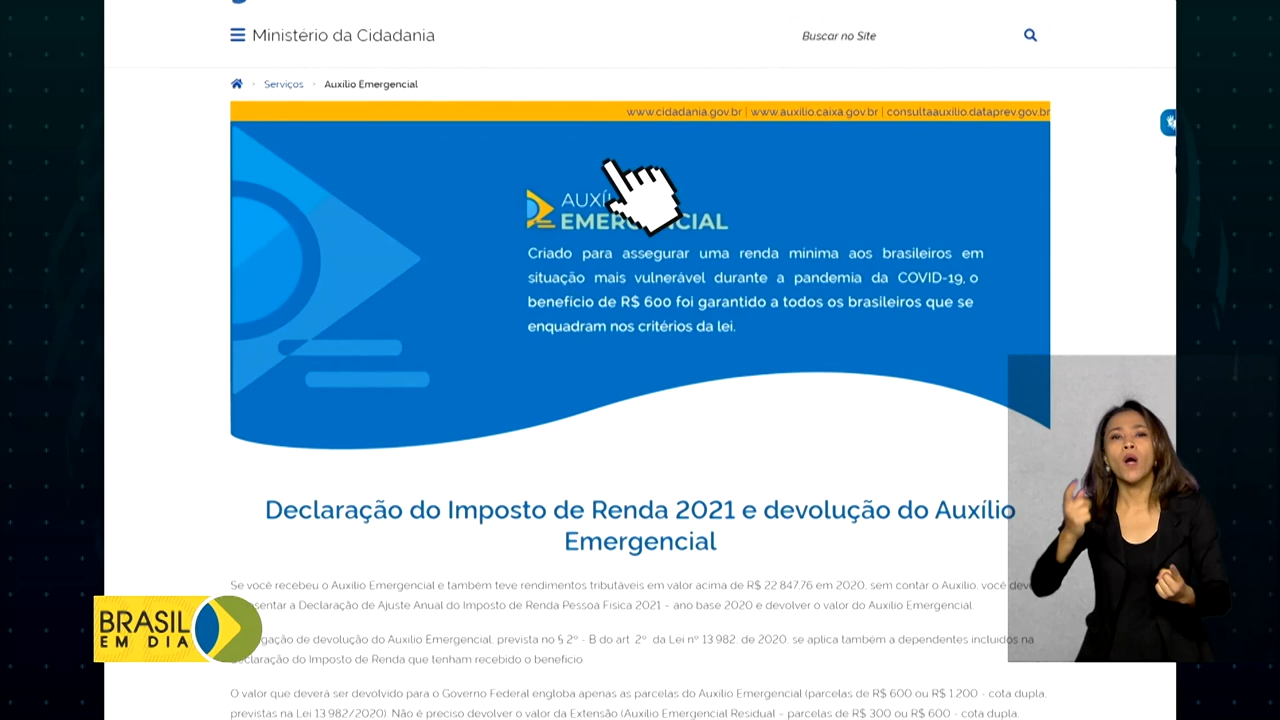 Ministério da Cidadania
Buscar no Site
Serviços > Auxílio Emergencial
www.cidadania.gov.br | www.auxilio.caixa.gov.br | consultaauxilio.dataprev.gov.br
EMERGENCIAL
Criado para assegurar uma renda mínima aos brasileiros em
situação mais vulnerável durante a pandemia da COVID-19, o
benefício de R$ 600 foi garantido a todos os brasileiros que se
enquadram nos critérios da lei.
Declaração do Imposto de Renda 2021 e devolução do Auxílio
Emergencial
Se você recebeu o Auxílio Emergencial e também teve rendimentos tributáveis em valor acima de R$ 22.847,76 em 2020, sem contar o Auxílio, você deve
a Declaração de Ajuste Anual do Imposto de Renda Pessoa Física 2021 - ano base 2020 e devolver o valor do Auxílio Emergencial.
de devolução do Auxílio Emergencial, prevista no § 2º - B do art. 2º da Lei nº 13.982, de 2020, se aplica também a dependentes incluídos na
do Imposto de Renda que tenham recebido o benefício.
O valor que deverá ser devolvido para o Governo Federal engloba apenas as parcelas do Auxílio Emergencial (parcelas de R$ 600 ou R$ 1.200 - cota dupla,
previstas na Lei 13.982/2020). Não é preciso devolver o valor da Extensão (Auxílio Emergencial Residual - parcelas de R$ 300 ou R$ 600 - cota dupla,
BRASIL
EM DIA